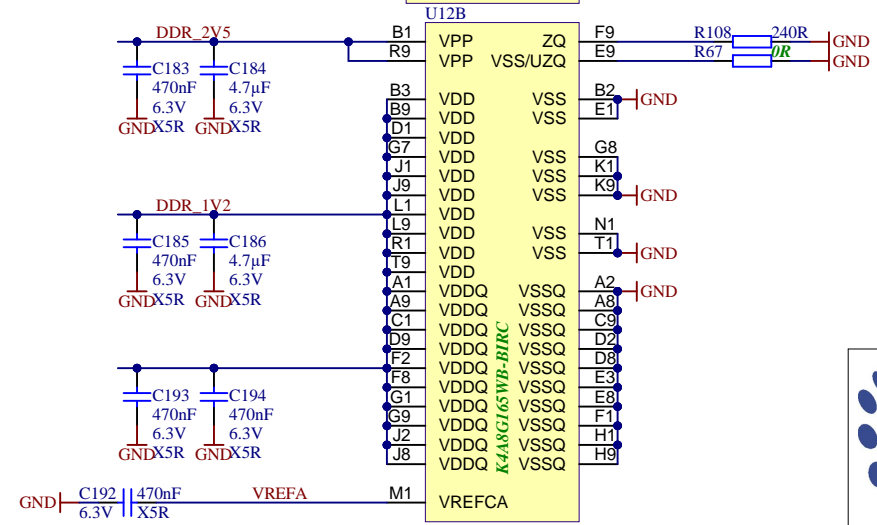 U12B
DDR_2V5 B1 VPP ZQ F9 R108 240R GND
R9 VPP VSS/UZQ E9 R67 0R GND
C183 C184
470nF 4.7µF
6.3V 6.3V
GND X5R GND X5R
B3 VDD VSS B2 GND
B9 VDD VSS E1
D1 VDD
G7 VDD VSS G8
J1 VDD VSS K1
J9 VDD VSS K9 GND
DDR_1V2 L1 VDD
L9 VDD VSS N1
R1 VDD VSS T1 GND
T9 VDD
C185 C186
470nF 4.7µF
6.3V 6.3V
GND X5R GND X5R
A1 VDDQ VSSQ A2 GND
A9 VDDQ VSSQ A8
C1 VDDQ VSSQ C9
D9 VDDQ VSSQ D2
F2 VDDQ VSSQ D8
F8 VDDQ VSSQ E3
G1 VDDQ VSSQ E8
G9 VDDQ VSSQ F1
J2 VDDQ VSSQ H1
J8 VDDQ VSSQ H9
K4A8G165WB-BIRC
C193 C194
470nF 470nF
6.3V 6.3V
GND X5R GND X5R
GND C192 470nF VREFA M1 VREFCA
6.3V X5R